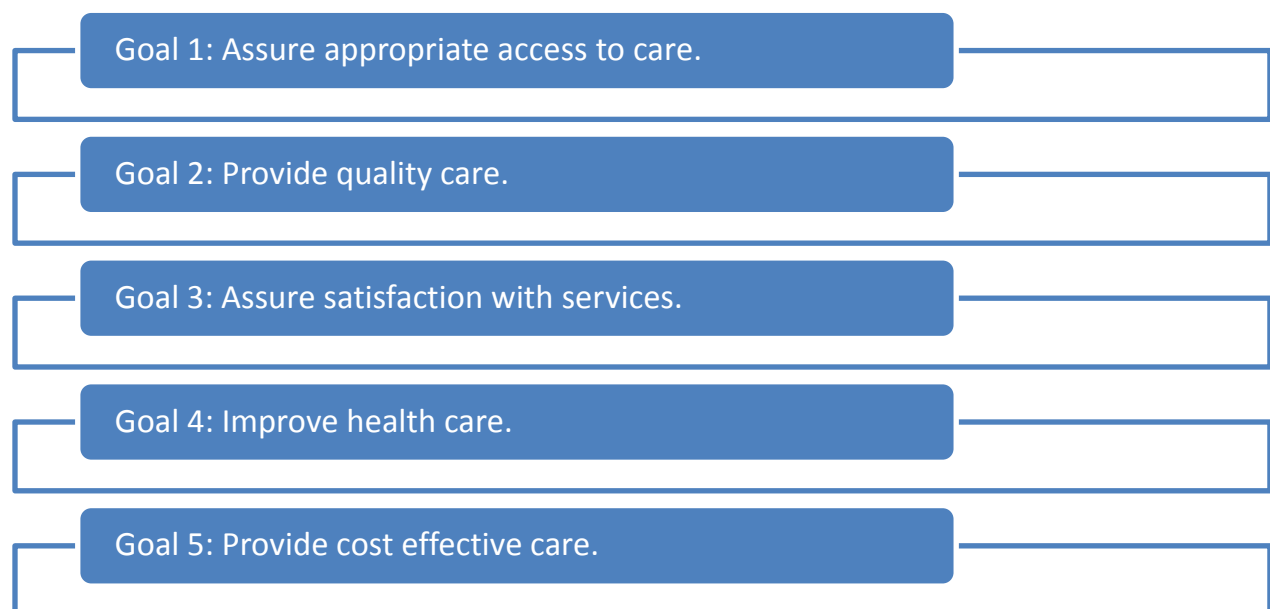 Goal 1: Assure appropriate access to care.
Goal 2: Provide quality care.
Goal 3: Assure satisfaction with services.
Goal 4: Improve health care.
Goal 5: Provide cost effective care.